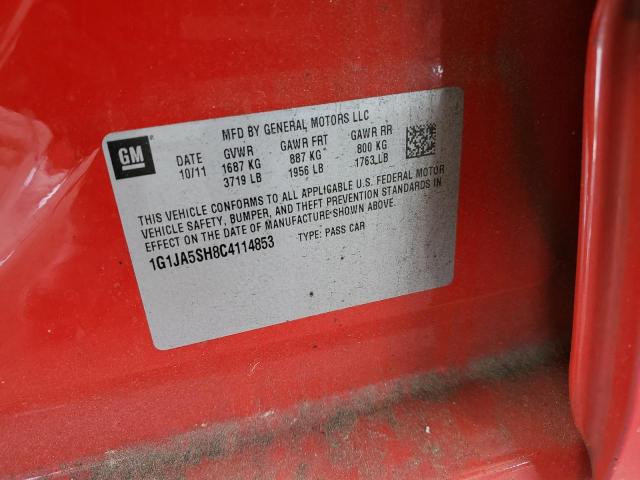 MFD BY GENERAL MOTORS LLC
GM
DATE GVWR GAWR FRT GAWR RR
10/11 1687 KG 887 KG 800 KG
3719 LB 1956 LB 1763 LB
THIS VEHICLE CONFORMS TO ALL APPLICABLE U.S. FEDERAL MOTOR
VEHICLE SAFETY, BUMPER, AND THEFT PREVENTION STANDARDS IN
EFFECT ON THE DATE OF MANUFACTURE SHOWN ABOVE.
1G1JA5SH8C4114853 TYPE: PASS CAR